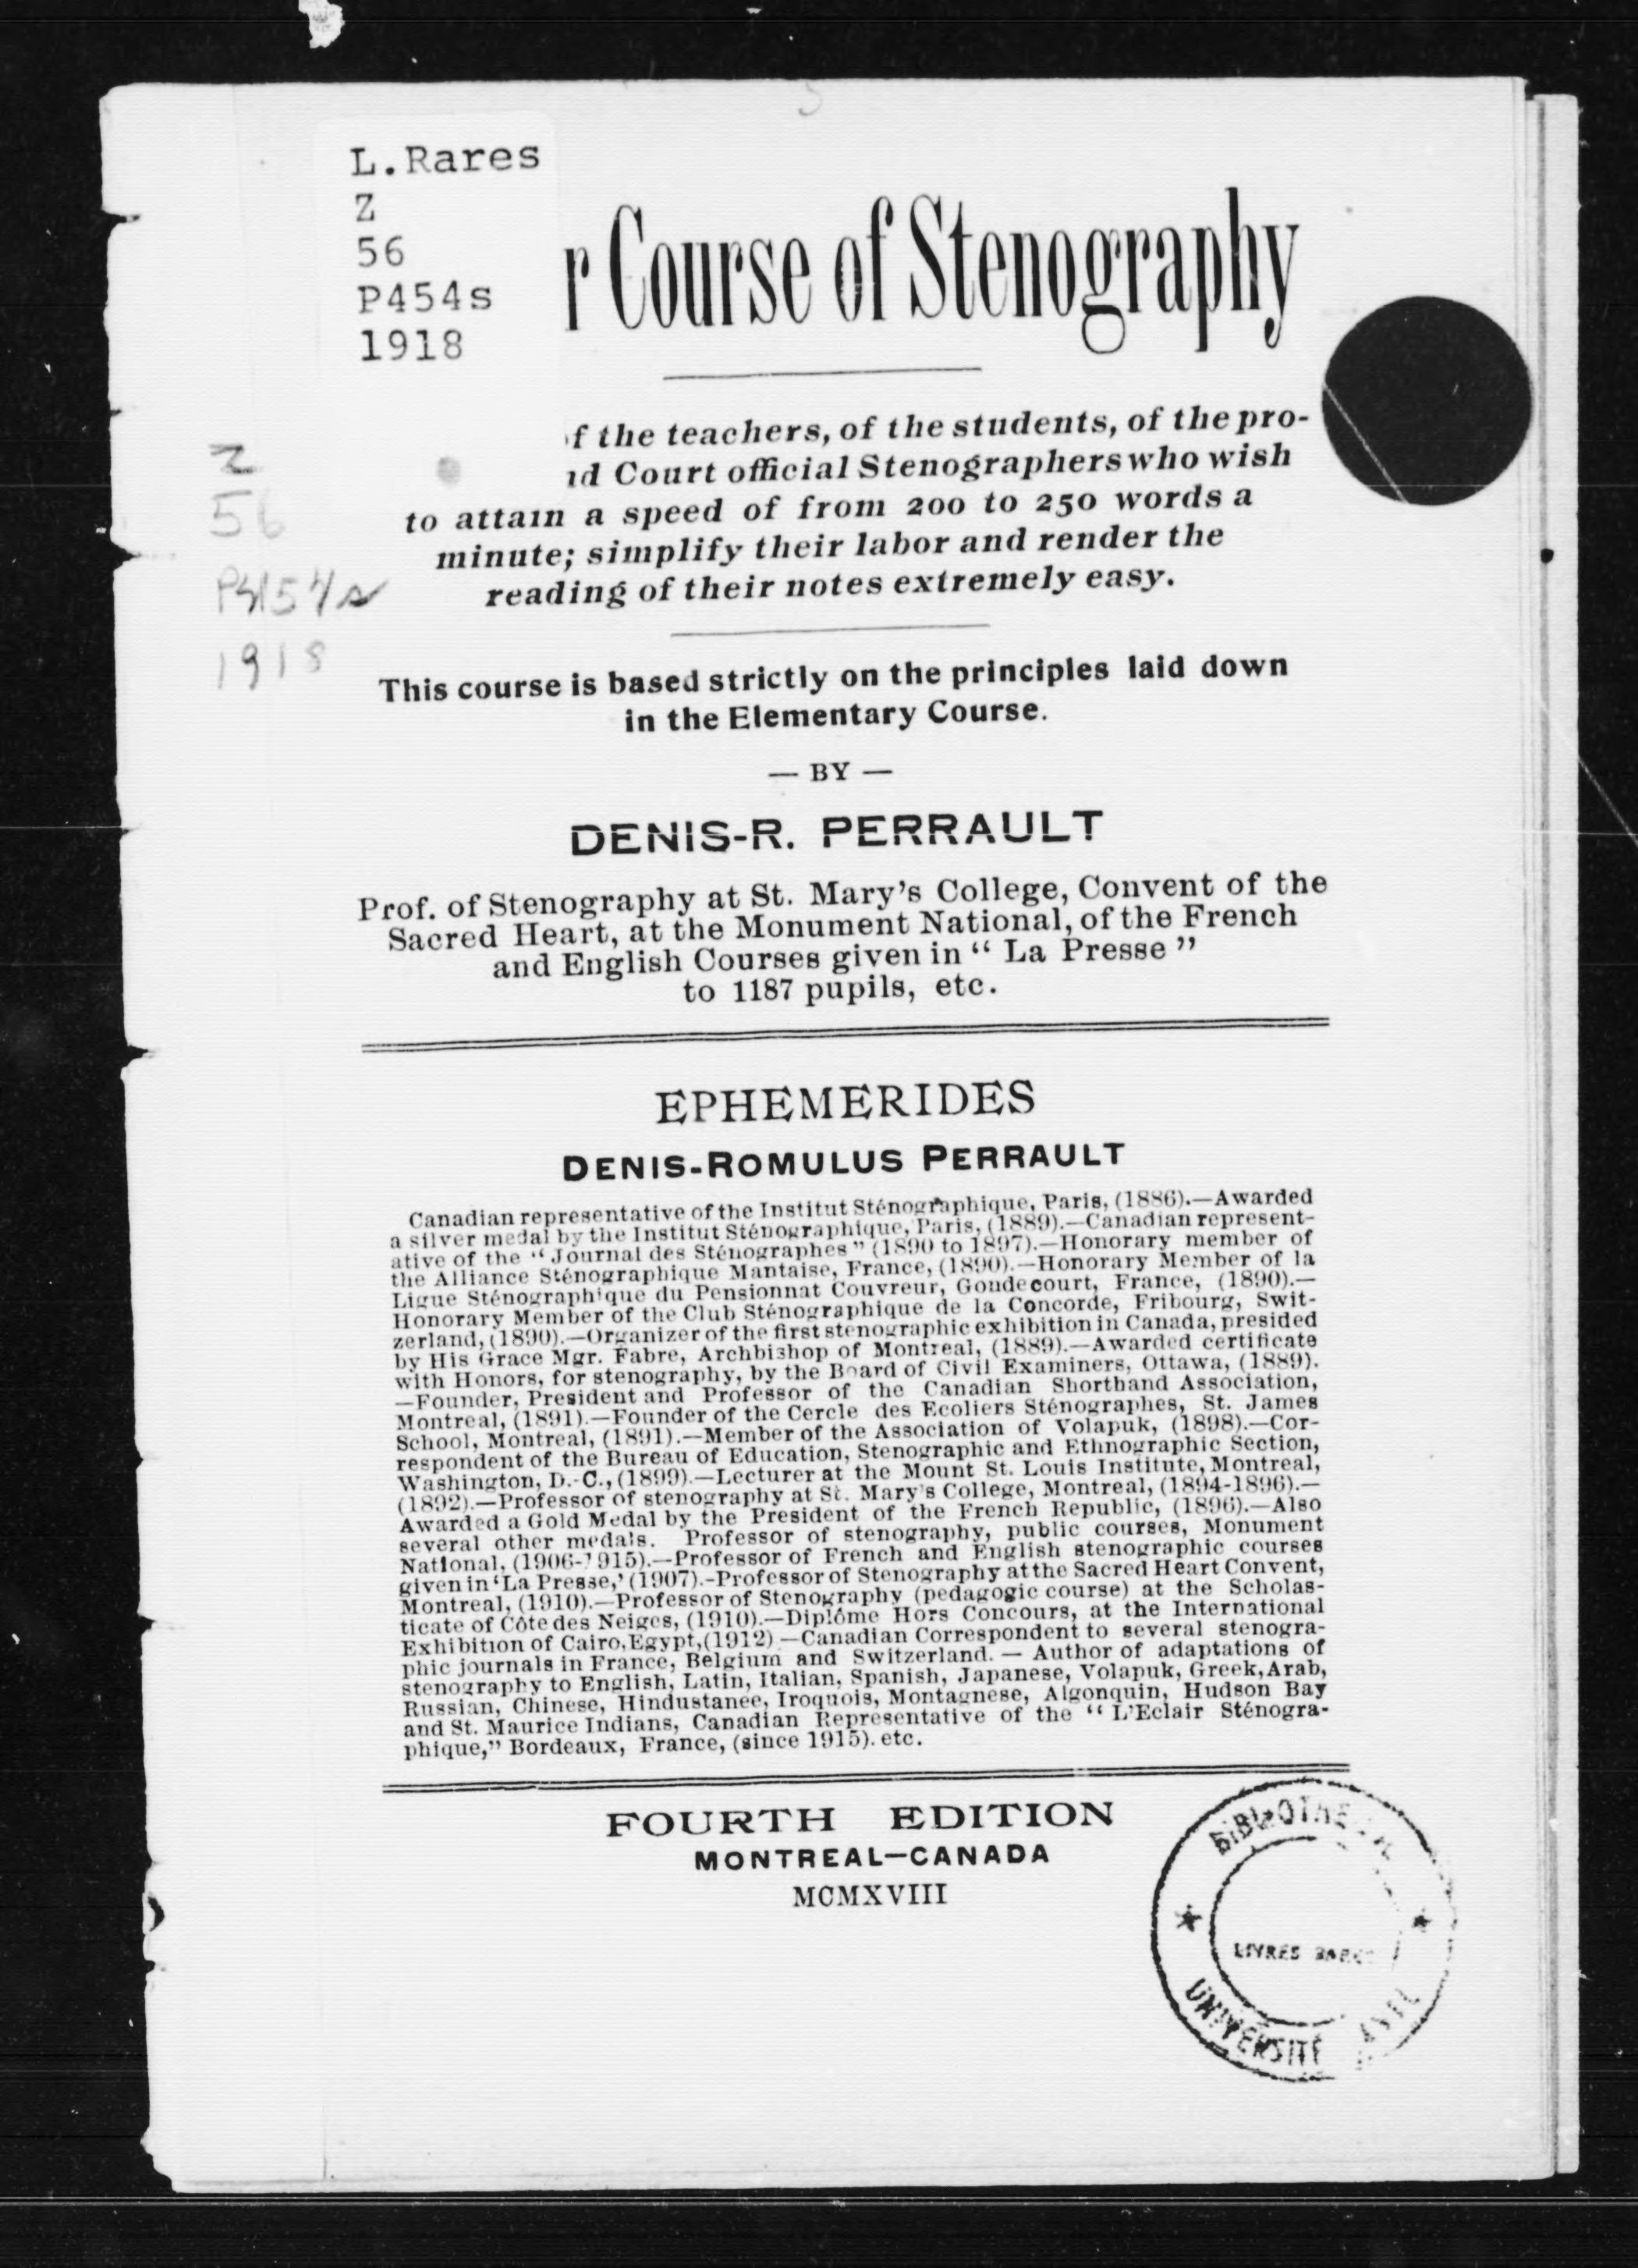 L.Rares
Z
56
P454s
1918
r Course of Stenography
f the teachers, of the students, of the pro-
d Court official Stenographers who wish
to attain a speed of from 200 to 250 words a
minute; simplify their labor and render the
reading of their notes extremely easy.
Z
56
P454s
1918
This course is based strictly on the principles laid down
in the Elementary Course.
— BY —
DENIS-R. PERRAULT
Prof. of Stenography at St. Mary's College, Convent of the
Sacred Heart, at the Monument National, of the French
and English Courses given in “ La Presse ”
to 1187 pupils, etc.
EPHEMERIDES
DENIS-ROMULUS PERRAULT
Canadian representative of the Institut Sténographique, Paris, (1886).—Awarded
a silver medal by the Institut Sténographique, Paris, (1889).—Canadian represent-
ative of the “ Journal des Sténographes ” (1890 to 1897).—Honorary member of
the Alliance Sténographique Mantaise, France, (1890).—Honorary Member of la
Ligue Sténographique du Pensionnat Couvreur, Gondecourt, France, (1890).—
Honorary Member of the Club Sténographique de la Concorde, Fribourg, Swit-
zerland, (1890).—Organizer of the first stenographic exhibition in Canada, presided
by His Grace Mgr. Fabre, Archbishop of Montreal, (1889).—Awarded certificate
with Honors, for stenography, by the Board of Civil Examiners, Ottawa, (1889).
—Founder, President and Professor of the Canadian Shorthand Association,
Montreal, (1891).—Founder of the Cercle des Ecoliers Sténographes, St. James
School, Montreal, (1891).—Member of the Association of Volapuk, (1898).—Cor-
respondent of the Bureau of Education, Stenographic and Ethnographic Section,
Washington, D.-C., (1899).—Lecturer at the Mount St. Louis Institute, Montreal,
(1892).—Professor of stenography at St. Mary's College, Montreal, (1894-1896).—
Awarded a Gold Medal by the President of the French Republic, (1896).—Also
several other medals. Professor of stenography, public courses, Monument
National, (1906-1915).—Professor of French and English stenographic courses
given in ‘La Presse,’ (1907).-Professor of Stenography at the Sacred Heart Convent,
Montreal, (1910).—Professor of Stenography (pedagogic course) at the Scholas-
ticate of Côte des Neiges, (1910).—Diplôme Hors Concours, at the International
Exhibition of Cairo, Egypt, (1912).—Canadian Correspondent to several stenogra-
phic journals in France, Belgium and Switzerland. — Author of adaptations of
stenography to English, Latin, Italian, Spanish, Japanese, Volapuk, Greek, Arab,
Russian, Chinese, Hindustanee, Iroquois, Montagnese, Algonquin, Hudson Bay
and St. Maurice Indians, Canadian Representative of the “ L'Eclair Sténogra-
phique,” Bordeaux, France, (since 1915). etc.
FOURTH EDITION
MONTREAL—CANADA
MCMXVIII
LIVRES
UNIVERSITÉ